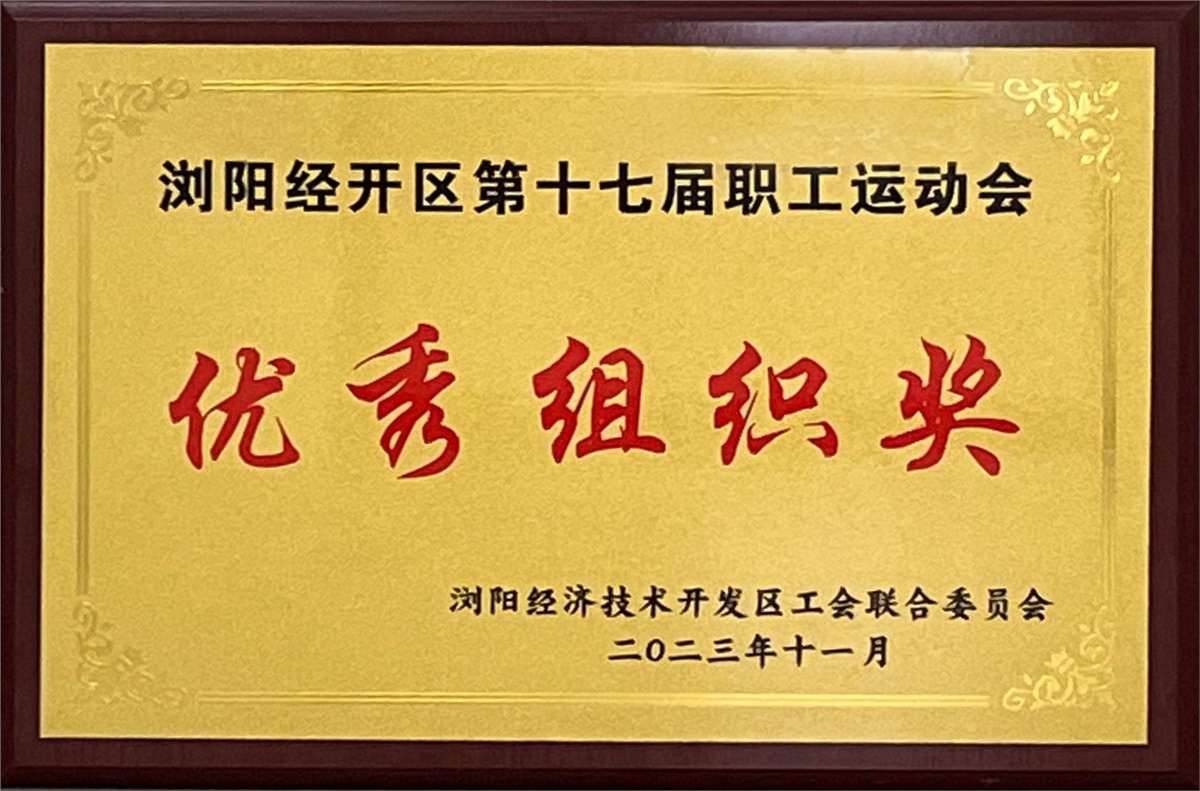 浏阳经开区第十七届职工运动会
优秀组织奖
浏阳经济技术开发区工会联合委员会
二〇二三年十一月